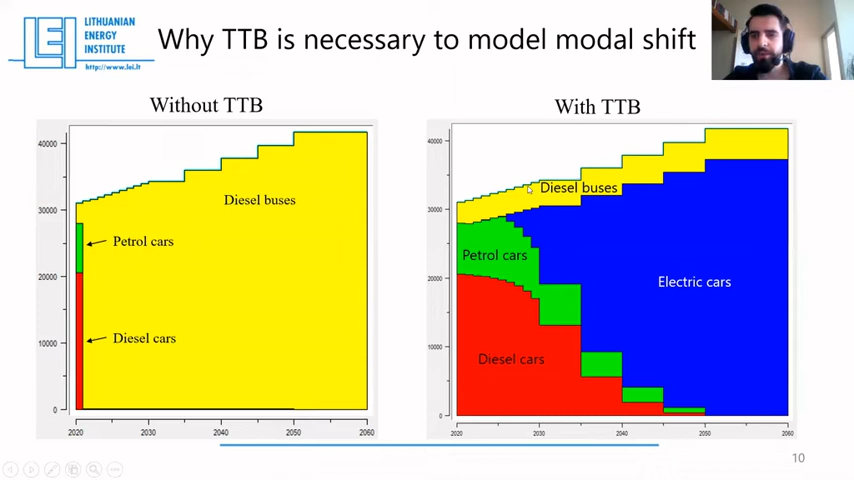 LITHUANIAN
ENERGY
INSTITUTE
LEI
http://www.lei.lt
Why TTB is necessary to model modal shift
Without TTB
40000
30000
20000
10000
0
Diesel buses
Petrol cars
Diesel cars
2020 2030 2040 2050 2060
With TTB
40000
30000
20000
10000
0
Diesel buses
Petrol cars
Electric cars
Diesel cars
2020 2030 2040 2050 2060
10